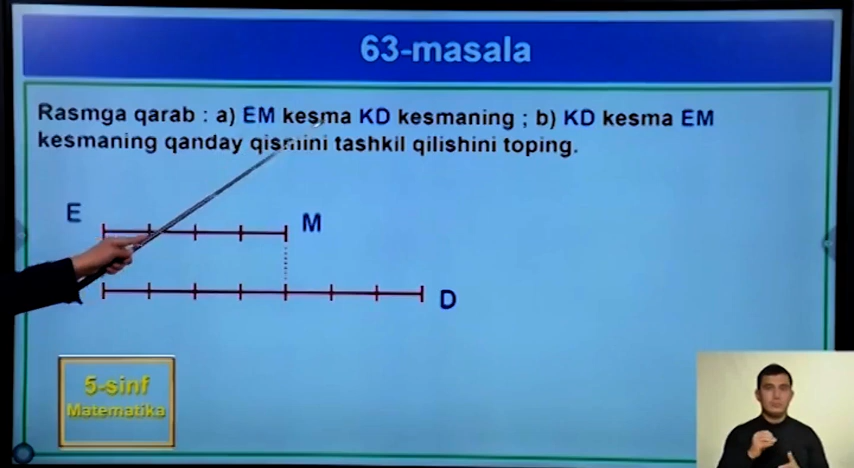 63-masala
Rasmga qarab : a) EM kesma KD kesmaning ; b) KD kesma EM
kesmaning qanday qismini tashkil qilishini toping.
E
M
D
5-sinf
Matematika